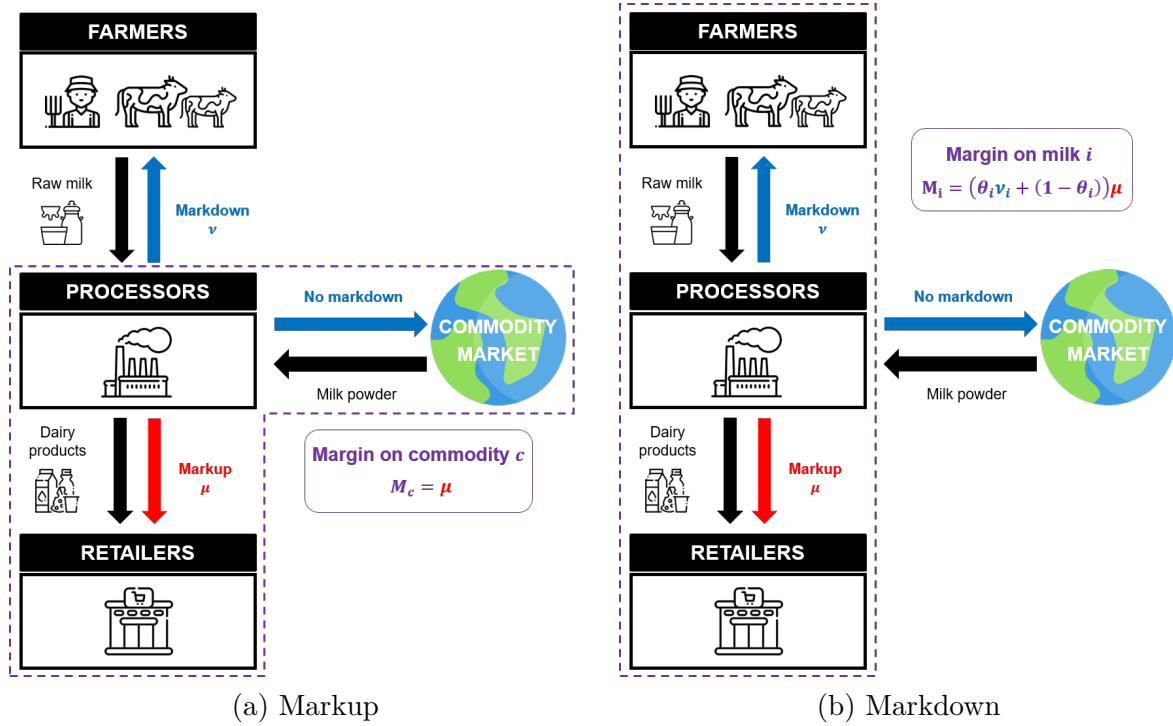 FARMERS
Raw milk
Markdown
ν
PROCESSORS
No markdown
COMMODITY
MARKET
Milk powder
Dairy
products
Markup
μ
Margin on commodity c
M_c = μ
RETAILERS
(a) Markup
FARMERS
Raw milk
Markdown
ν
Margin on milk i
M_i = (θ_i ν_i + (1 − θ_i))μ
PROCESSORS
No markdown
COMMODITY
MARKET
Milk powder
Dairy
products
Markup
μ
RETAILERS
(b) Markdown